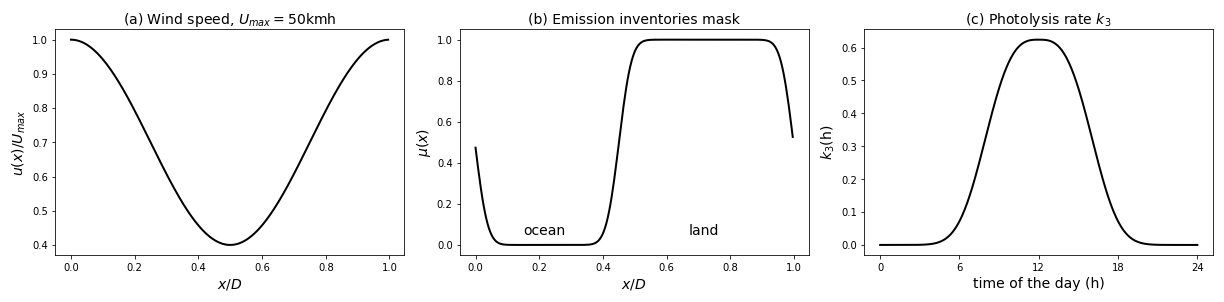 (a) Wind speed, U_max = 50kmh
1.0
0.9
0.8
0.7
0.6
0.5
0.4
u(x)/U_max
0.0 0.2 0.4 0.6 0.8 1.0
x/D
(b) Emission inventories mask
1.0
0.8
0.6
0.4
0.2
0.0
μ(x)
ocean land
0.0 0.2 0.4 0.6 0.8 1.0
x/D
(c) Photolysis rate k_3
0.6
0.5
0.4
0.3
0.2
0.1
0.0
k_3(h)
0 6 12 18 24
time of the day (h)